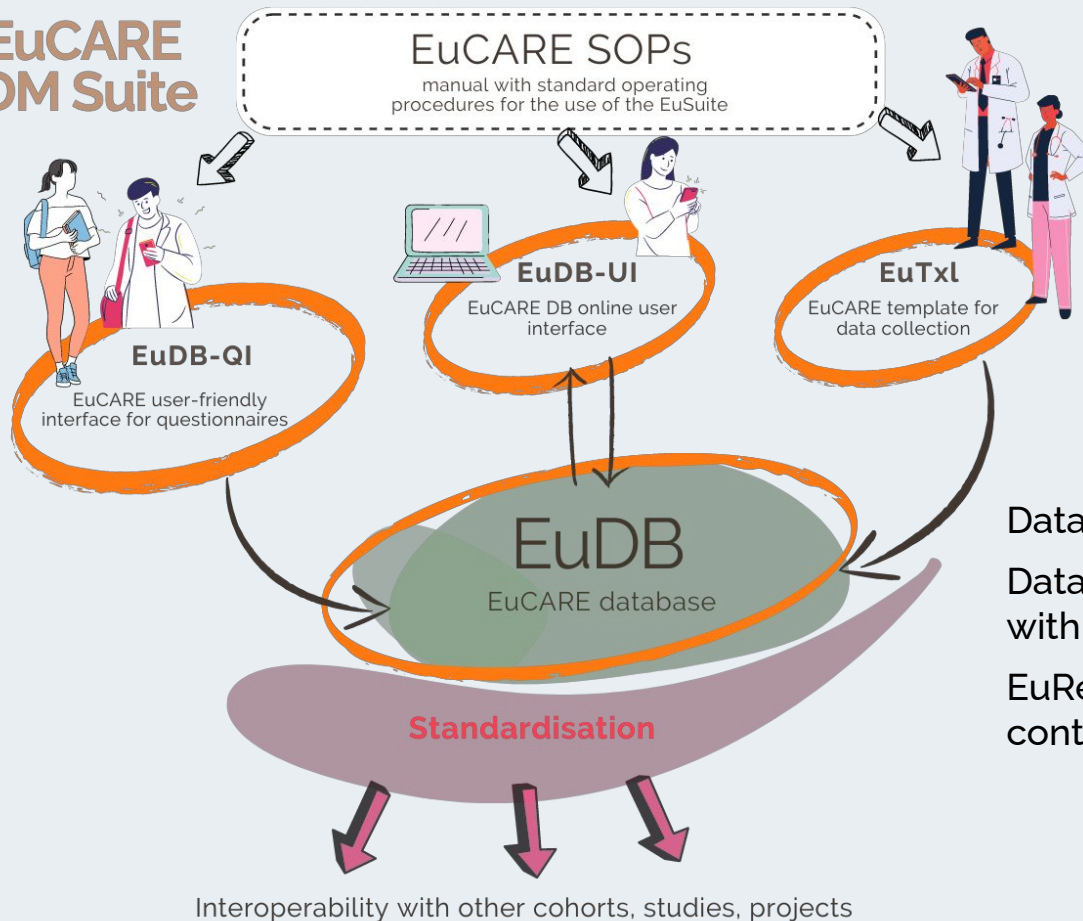 EuCARE
DM Suite
EuCARE SOPs
manual with standard operating
procedures for the use of the EuSuite
EuDB-QI
EuCARE user-friendly
interface for questionnaires
EuDB-UI
EuCARE DB online user
interface
EuTxl
EuCARE template for
data collection
EuDB
EuCARE database
Data
Data
with
EuRe
cont
Standardisation
Interoperability with other cohorts, studies, projects